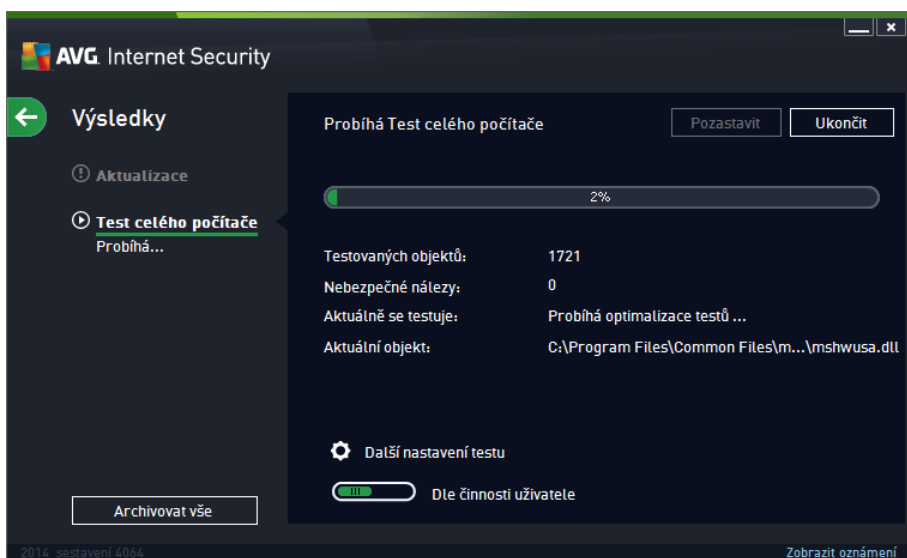 AVG. Internet Security
Výsledky
Aktualizace
Test celého počítače
Probíhá...
Archivovat vše
Probíhá Test celého počítače
Pozastavit
Ukončit
2%
Testovaných objektů: 1721
Nebezpečné nálezy: 0
Aktuálně se testuje: Probíhá optimalizace testů ...
Aktuální objekt: C:\Program Files\Common Files\m...\mshwusa.dll
Další nastavení testu
Dle činnosti uživatele
2014 sestavení 4064
Zobrazit oznámení